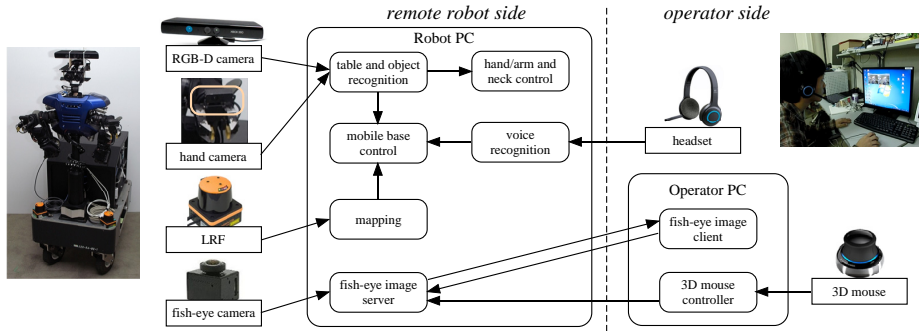 remote robot side
operator side
Robot PC
RGB-D camera
table and object
recognition
hand/arm and
neck control
hand camera
mobile base
control
voice
recognition
headset
Operator PC
LRF
mapping
fish-eye image
client
fish-eye camera
fish-eye image
server
3D mouse
controller
3D mouse